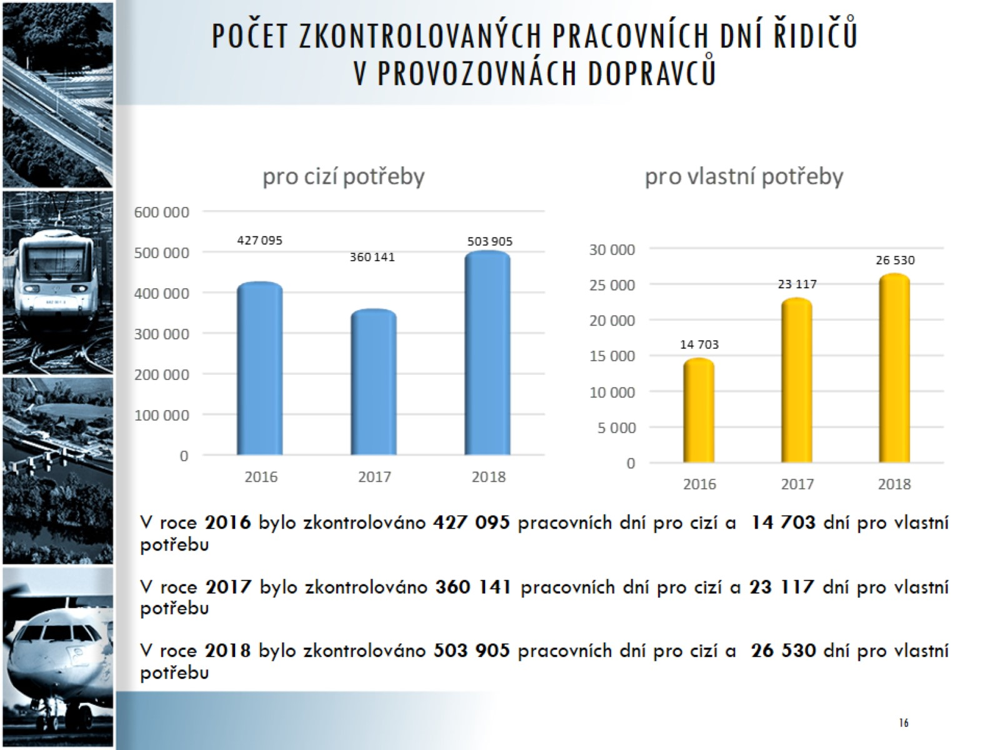 POČET ZKONTROLOVANÝCH PRACOVNÍCH DNÍ ŘIDIČŮ
V PROVOZOVNÁCH DOPRAVCŮ
pro cizí potřeby
600 000
500 000
400 000
300 000
200 000
100 000
0
427 095
360 141
503 905
2016
2017
2018
pro vlastní potřeby
30 000
25 000
20 000
15 000
10 000
5 000
0
14 703
23 117
26 530
2016
2017
2018
V roce 2016 bylo zkontrolováno 427 095 pracovních dní pro cizí a 14 703 dní pro vlastní
potřebu
V roce 2017 bylo zkontrolováno 360 141 pracovních dní pro cizí a 23 117 dní pro vlastní
potřebu
V roce 2018 bylo zkontrolováno 503 905 pracovních dní pro cizí a 26 530 dní pro vlastní
potřebu
16